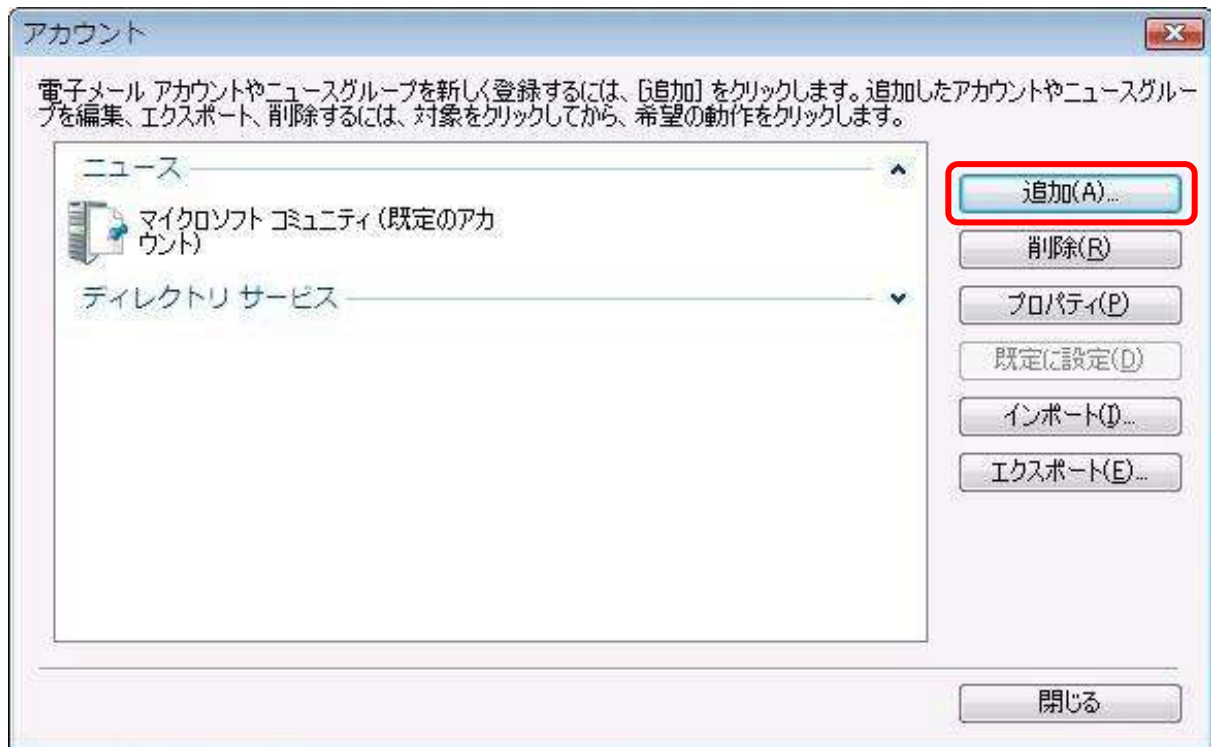 アカウント
電子メール アカウントやニュースグループを新しく登録するには、[追加] をクリックします。追加したアカウントやニュースグルー
プを編集、エクスポート、削除するには、対象をクリックしてから、希望の動作をクリックします。
ニュース
マイクロソフト コミュニティ (既定のアカ
ウント)
ディレクトリ サービス
追加(A)...
削除(R)
プロパティ(P)
既定に設定(D)
インポート(I)...
エクスポート(E)...
閉じる